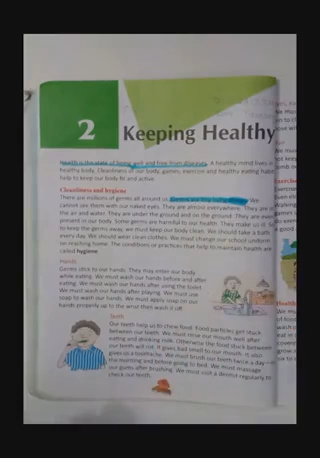 2
Keeping Healthy
Health is the state of being well and free from diseases. A healthy mind lives in
healthy body. Cleanliness of our body, games, exercise and healthy eating habits
help to keep our body fit and active.
Cleanliness and hygiene
There are millions of germs all around us. Germs are tiny We
cannot see them with our naked eyes. They are almost everywhere. They are in
the air and water. They are under the ground and on the ground. They are even
present in our body. Some germs are harmful to our health. They make us ill. So
to keep the germs away, we must keep our body clean. We should take a bath
every day. We should wear clean clothes. We must change our school uniform
on reaching home. The conditions or practices that help to maintain health are
called hygiene.
Hands
Germs stick to our hands. They may enter our body
while eating. We must wash our hands before and after
eating. We must wash our hands after using the toilet.
We must wash our hands after playing. We must use
soap to wash our hands. We must apply soap on our
hands properly up to the wrist then wash it off.
Teeth
Our teeth help us to chew food. Food particles get stuck
between our teeth. We must rinse our mouth well after
eating and drinking milk. Otherwise the food stuck between
our teeth will rot. It gives bad smell to our mouth. It also
gives us a toothache. We must brush our teeth twice a day
the morning and before going to bed. We must massage
our gums after brushing. We must visit a dentist regularly to
check our teeth.
We mus
Exercise
Exercise
Even el
Walking
Health
We mus
of food